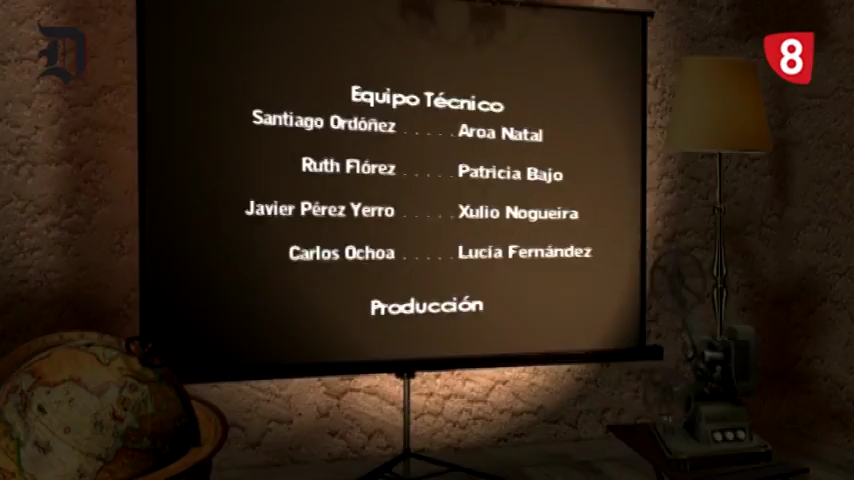 D
8
Equipo Técnico
Santiago Ordóñez ..... Aroa Natal
Ruth Flórez ..... Patricia Bajo
Javier Pérez Yerro ..... Xulio Nogueira
Carlos Ochoa ..... Lucía Fernández
Producción